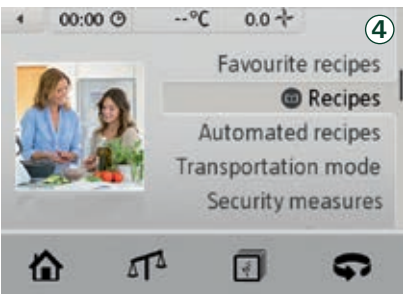 00:00 --°C 0.0
4
Favourite recipes
Recipes
Automated recipes
Transportation mode
Security measures